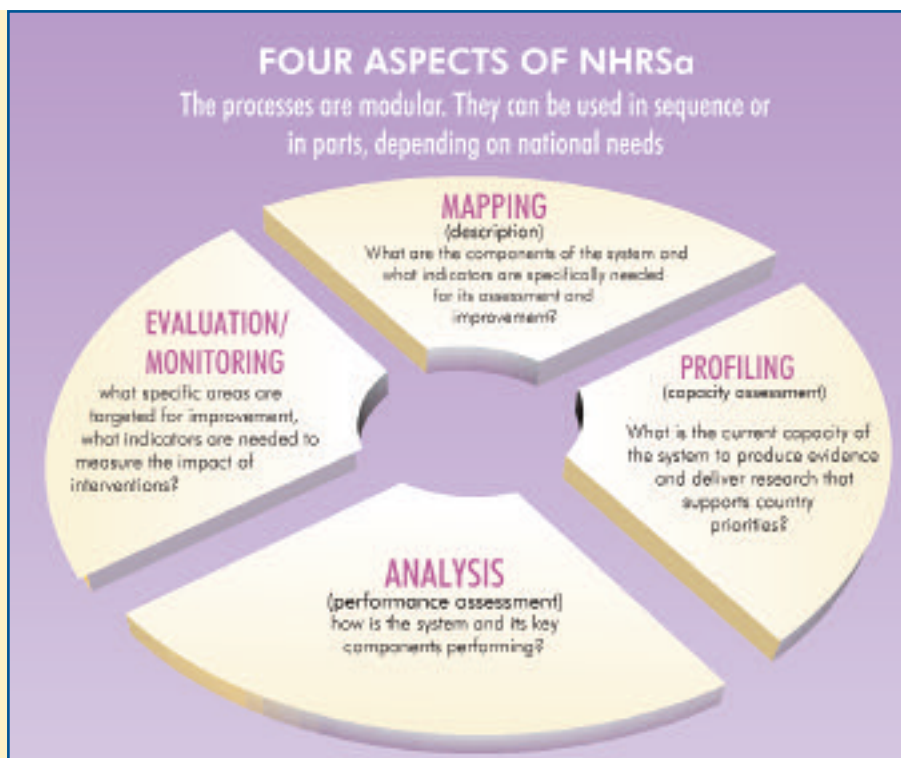 FOUR ASPECTS OF NHRSa
The processes are modular. They can be used in sequence or
in parts, depending on national needs
MAPPING
(description)
What are the components of the system and
what indicators are specifically needed
for its assessment and
improvement?
PROFILING
(capacity assessment)
What is the current capacity of
the system to produce evidence
and deliver research that
supports country
priorities?
ANALYSIS
(performance assessment)
how is the system and its key
components performing?
EVALUATION/
MONITORING
what specific areas are
targeted for improvement,
what indicators are needed to
measure the impact of
interventions?